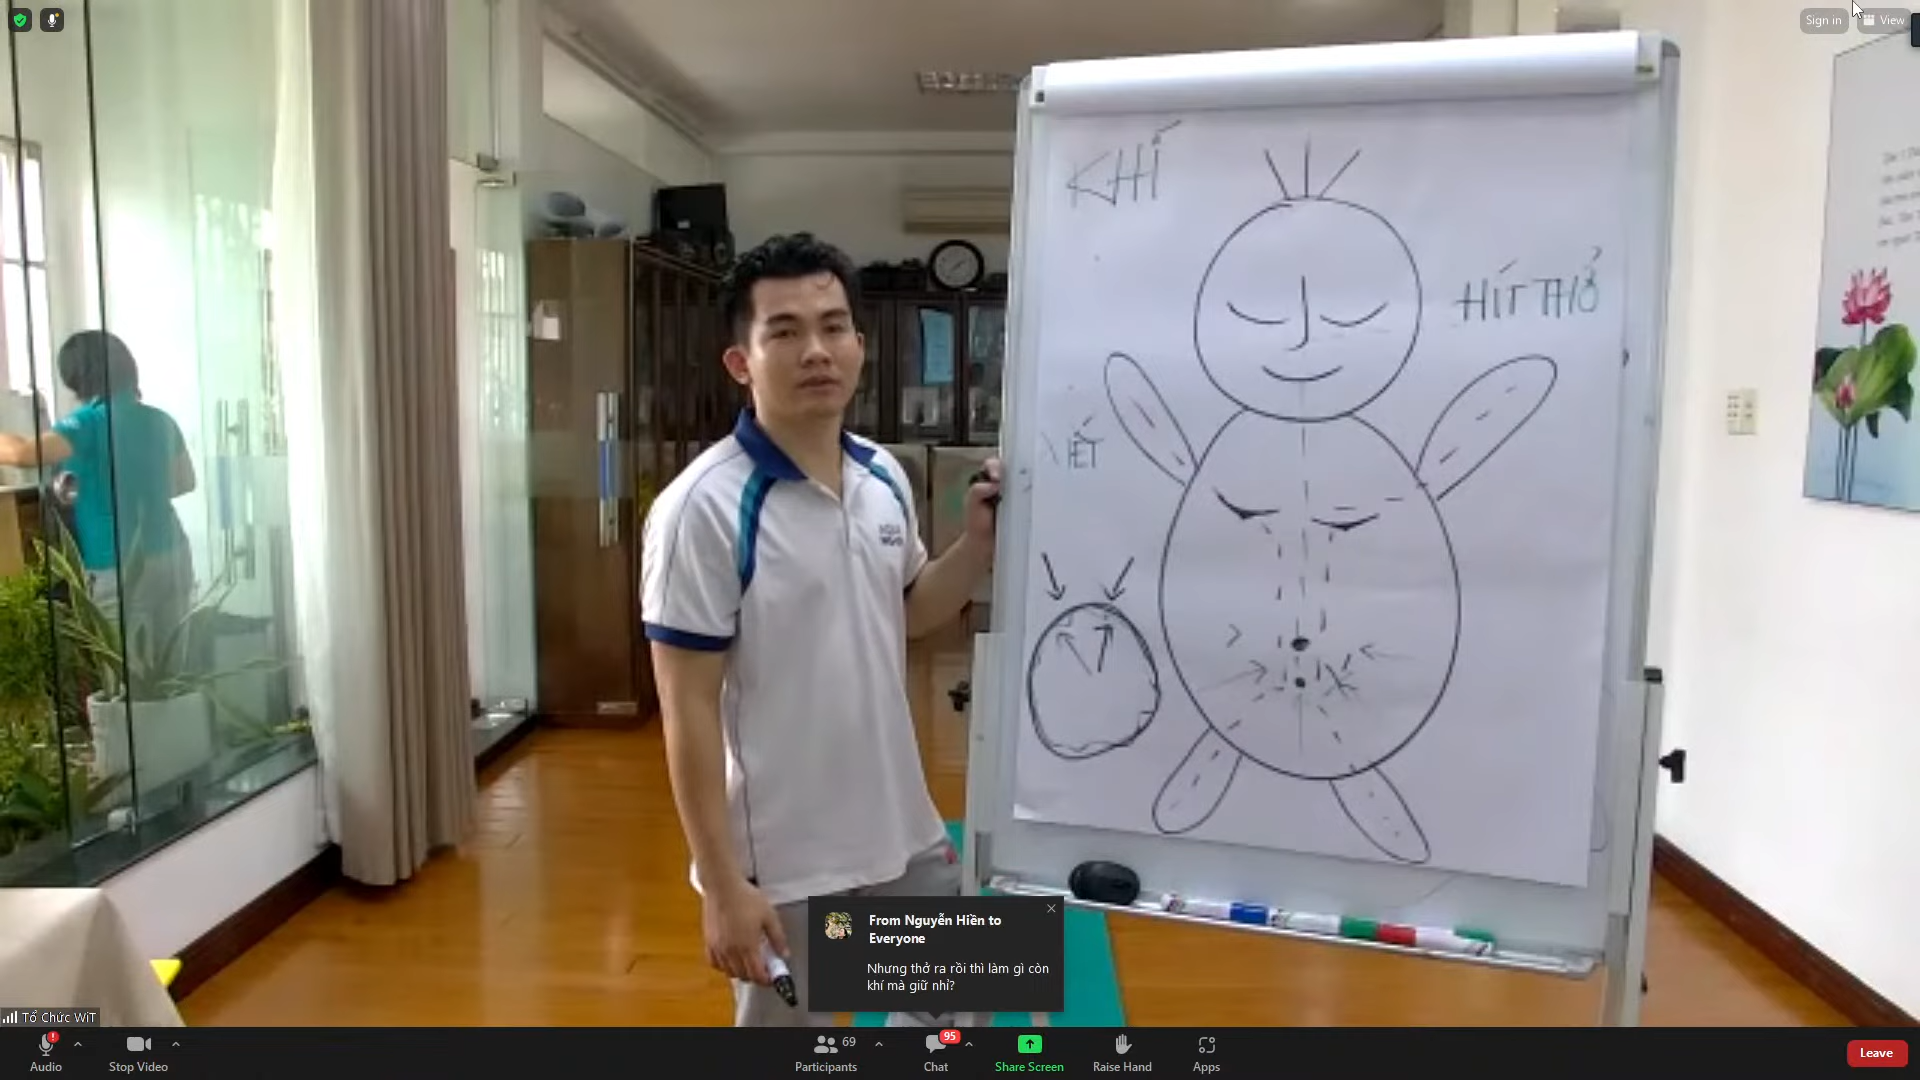 Sign in
View
KHÍ
HÍT THỞ
From Nguyễn Hiền to
Everyone
Nhưng thở ra rồi thì làm gì còn
khí mà giữ nhỉ?
Tổ Chức WiT
Audio
Stop Video
69
Participants
95
Chat
Share Screen
Raise Hand
Apps
Leave